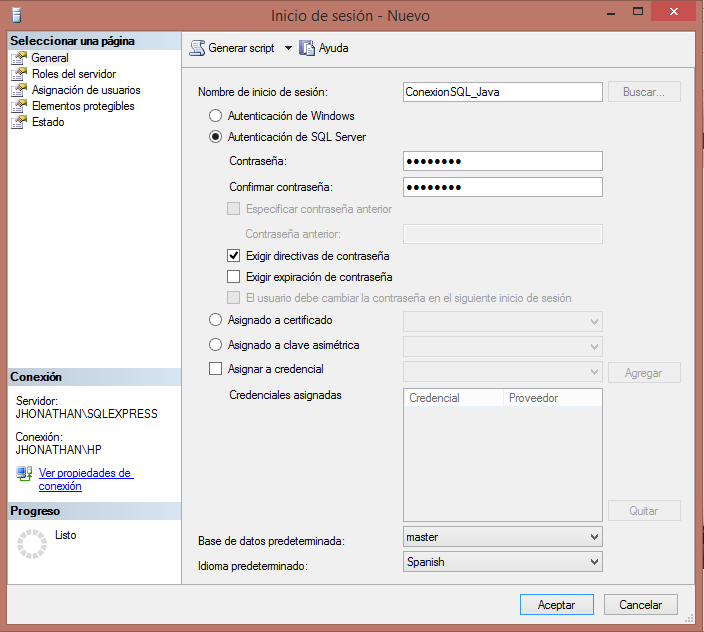 Inicio de sesión - Nuevo
Seleccionar una página
General
Roles del servidor
Asignación de usuarios
Elementos protegibles
Estado
Generar script
Ayuda
Nombre de inicio de sesión:
ConexionSQL_Java
Buscar...
Autenticación de Windows
Autenticación de SQL Server
Contraseña:
●●●●●●●●
Confirmar contraseña:
●●●●●●●●
Especificar contraseña anterior
Contraseña anterior:
Exigir directivas de contraseña
Exigir expiración de contraseña
El usuario debe cambiar la contraseña en el siguiente inicio de sesión
Asignado a certificado
Asignado a clave asimétrica
Asignar a credencial
Agregar
Credenciales asignadas
Credencial
Proveedor
Quitar
Base de datos predeterminada:
master
Idioma predeterminado:
Spanish
Conexión
Servidor:
JHONATHAN\SQLEXPRESS
Conexión:
JHONATHAN\HP
Ver propiedades de
conexión
Progreso
Listo
Aceptar
Cancelar